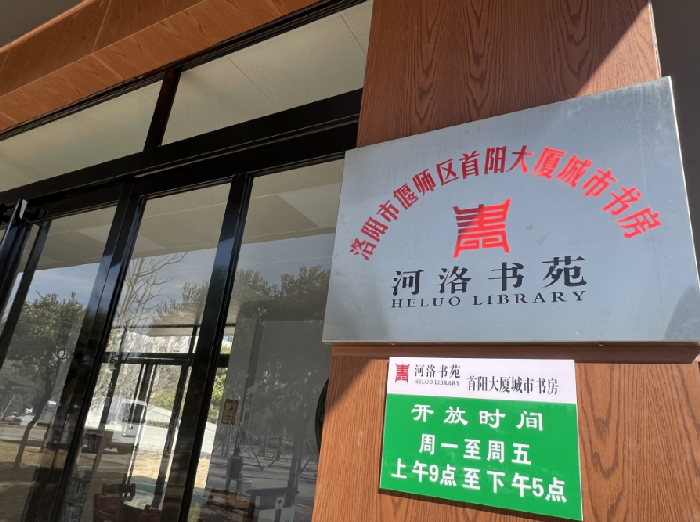 洛阳市偃师区首阳大厦城市书房
河洛书苑
HELUO LIBRARY
河洛书苑 首阳大厦城市书房
HELUO LIBRARY
开放时间
周一至周五
上午9点至下午5点